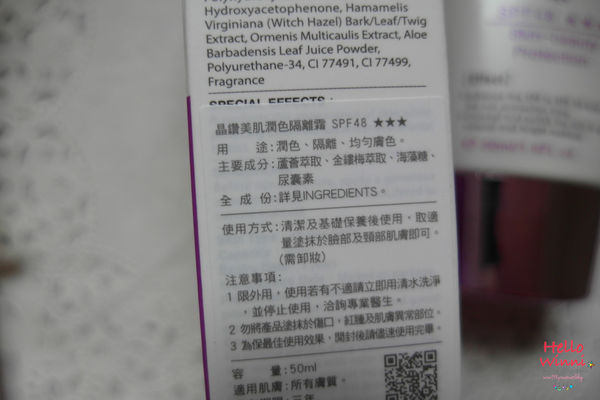 Hydroxyacetophenone, Hamamelis
Virginiana (Witch Hazel) Bark/Leaf/Twig
Extract, Ormenis Multicaulis Extract, Aloe
Barbadensis Leaf Juice Powder,
Polyurethane-34, CI 77491, CI 77499,
Fragrance
SPECIAL EFFECTS :
晶鑽美肌潤色隔離霜 SPF48 ★★★
用 途:潤色、隔離、均勻膚色。
主要成分:蘆薈萃取、金縷梅萃取、海藻糖、
尿囊素
全 成 份:詳見INGREDIENTS。
使用方式:清潔及基礎保養後使用，取適
量塗抹於臉部及頸部肌膚即可。
(需卸妝)
注意事項:
1 限外用，使用若有不適請立即用清水洗淨
，並停止使用，洽詢專業醫生。
2 勿將產品塗抹於傷口，紅腫及肌膚異常部位。
3 為保最佳使用效果，開封後請儘速使用完畢。
容 量:50ml
適用肌膚:所有膚質。
Hello
Winni